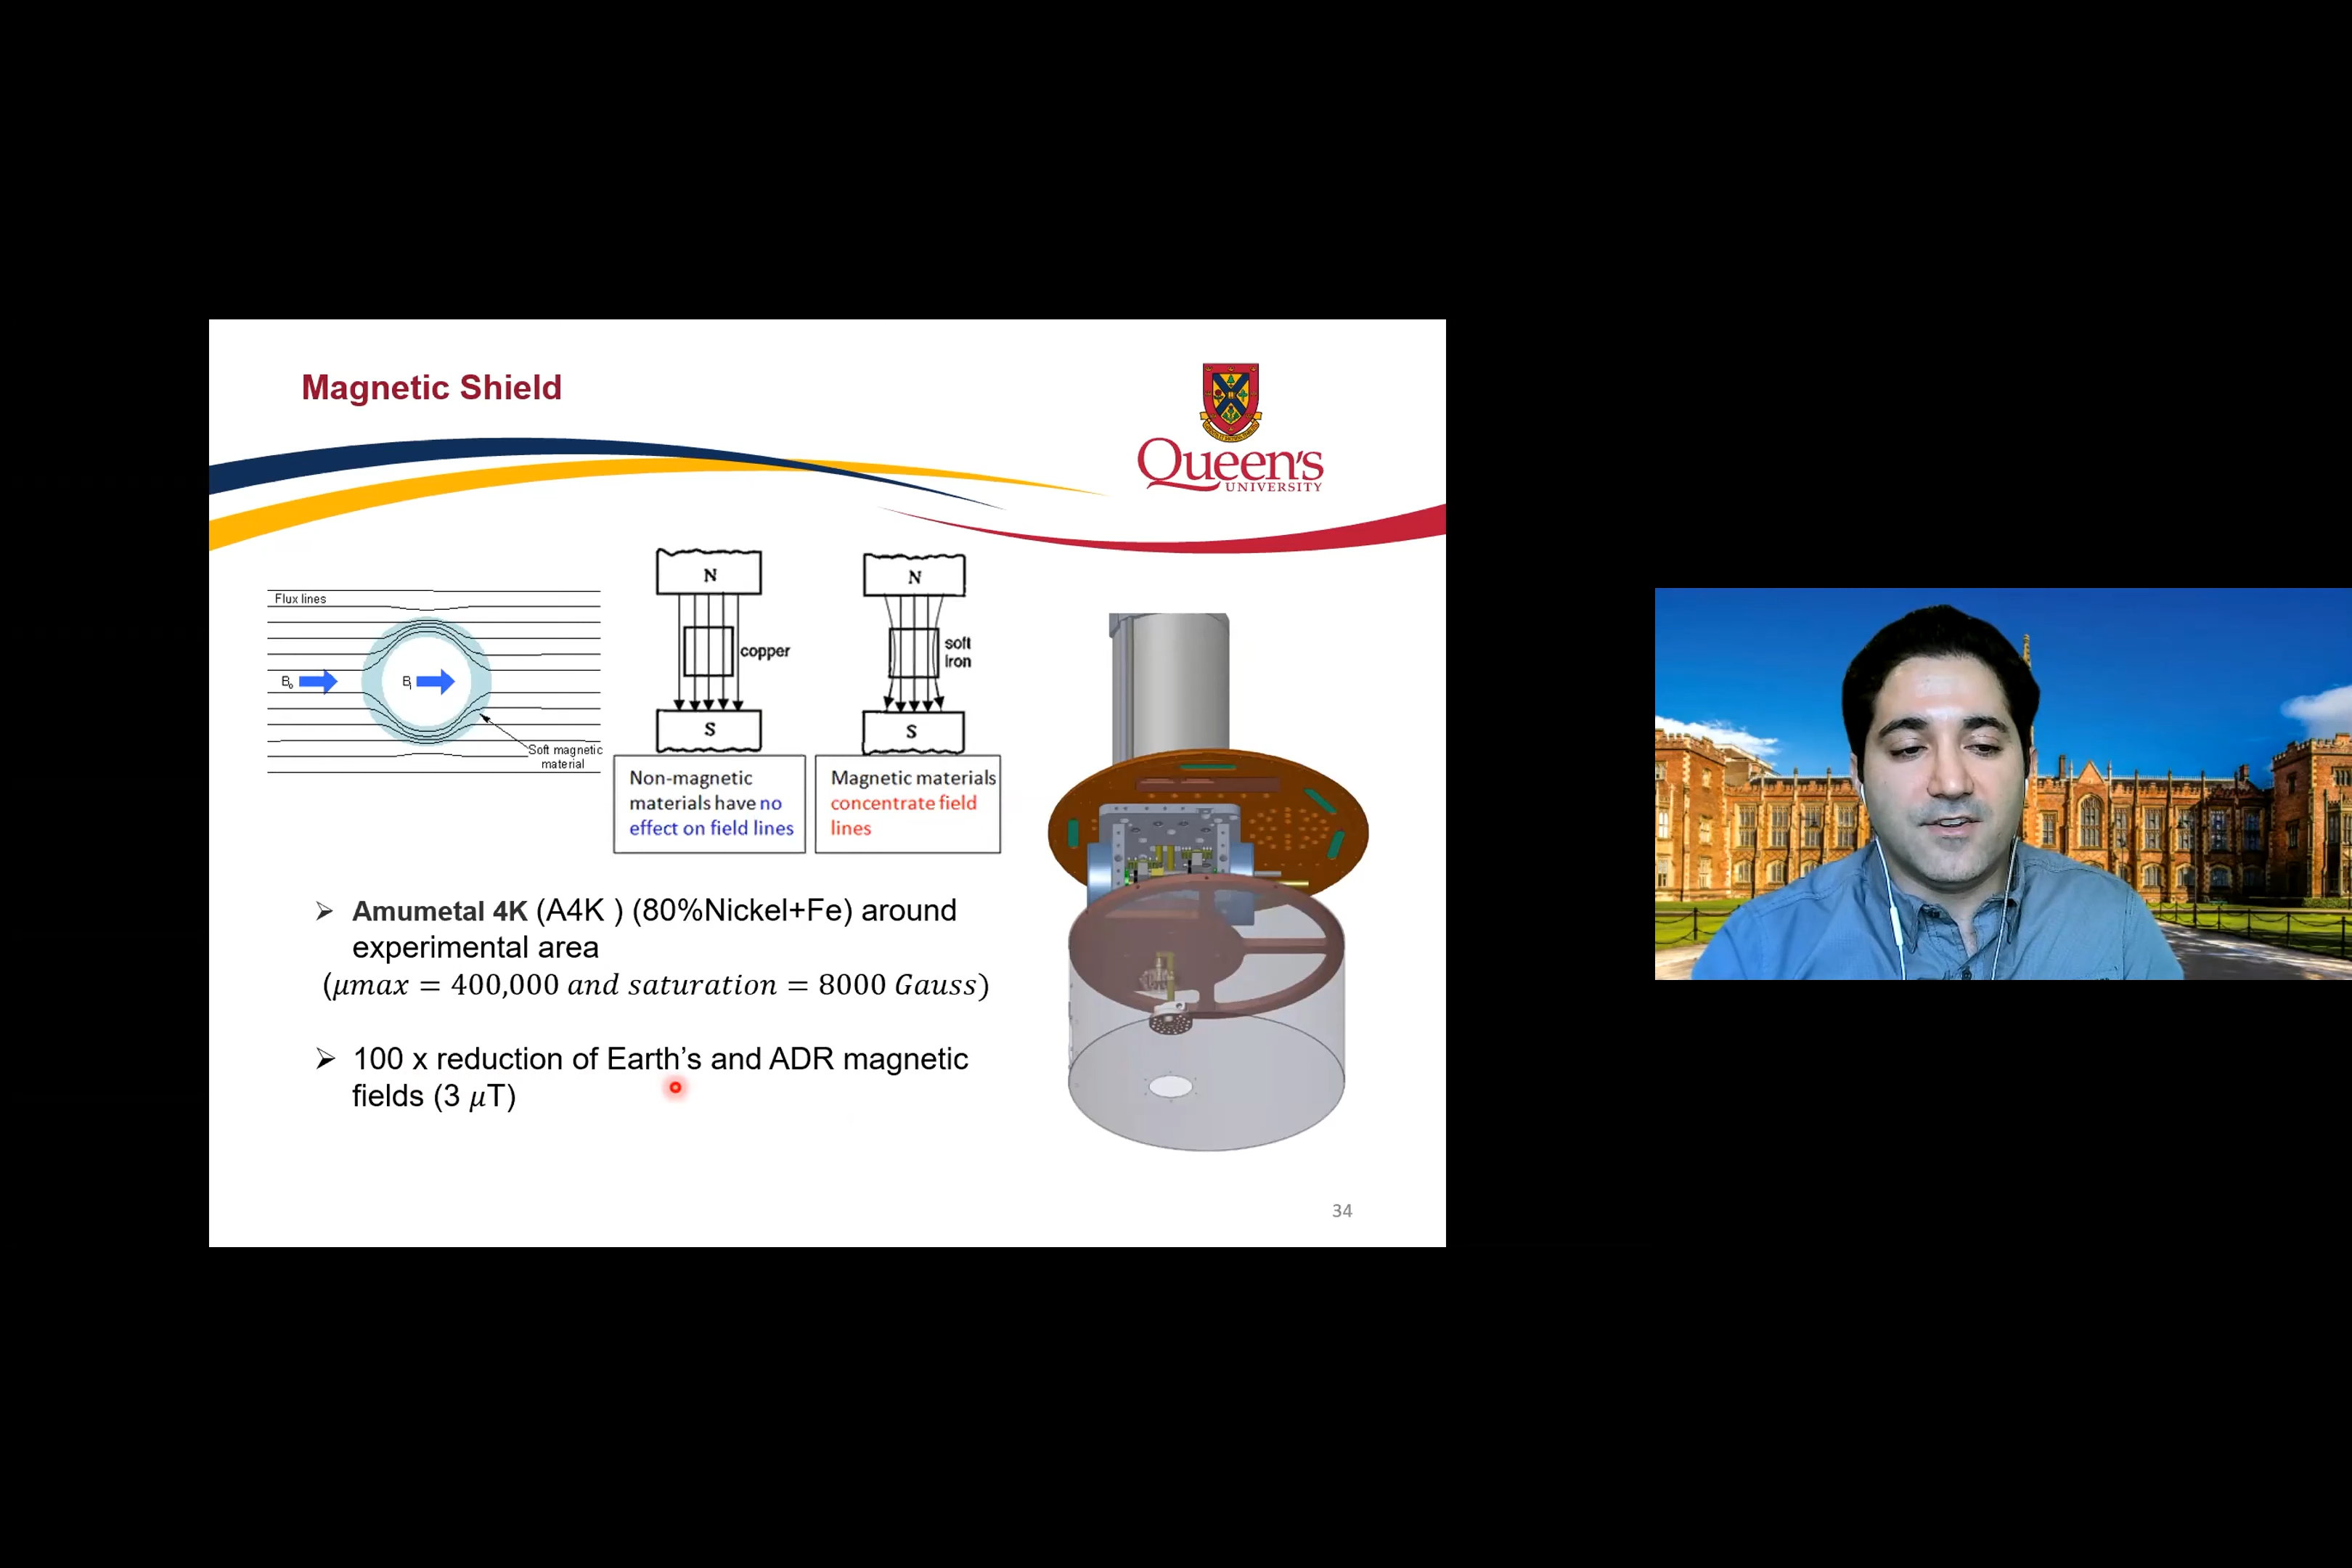 Magnetic Shield
Queen's
UNIVERSITY
Flux lines
B₀
Bᵢ
Soft magnetic
material
N
copper
S
N
soft
iron
S
Non-magnetic
materials have no
effect on field lines
Magnetic materials
concentrate field
lines
➢ Amumetal 4K (A4K ) (80%Nickel+Fe) around
experimental area
(μmax = 400,000 and saturation = 8000 Gauss)
➢ 100 x reduction of Earth’s and ADR magnetic
fields (3 μT)
34